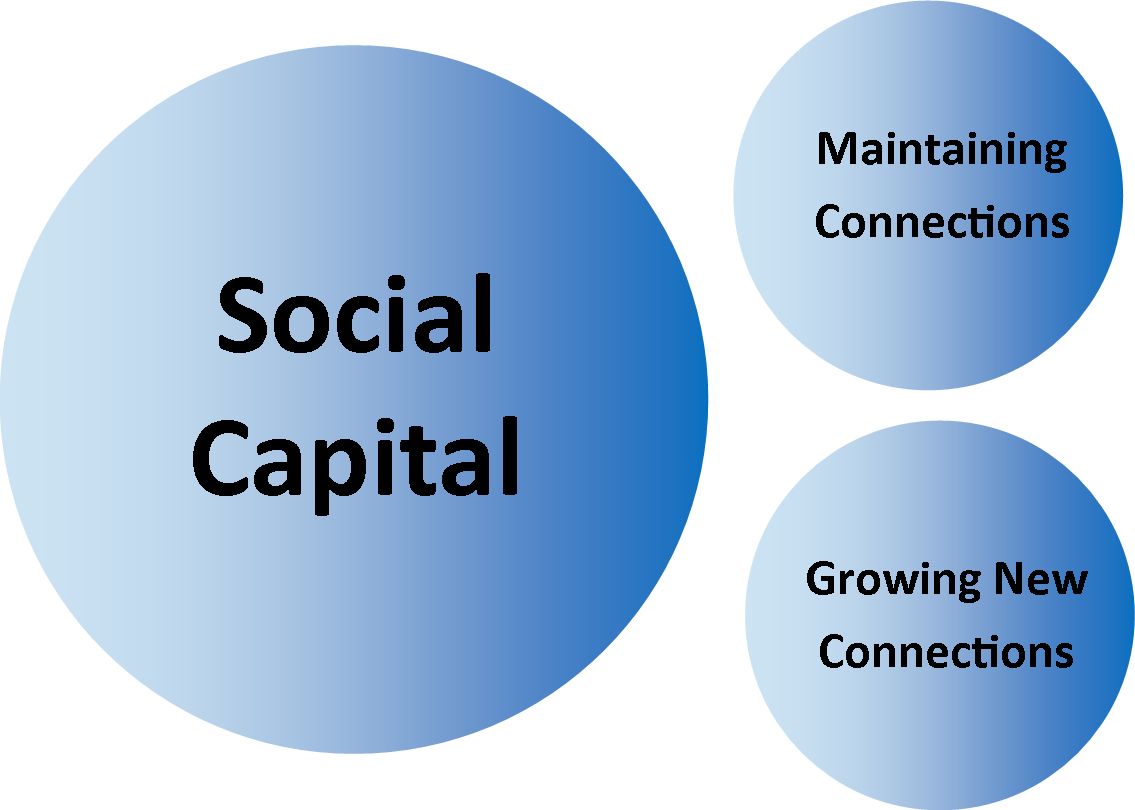 Social
Capital
Maintaining
Connections
Growing New
Connections